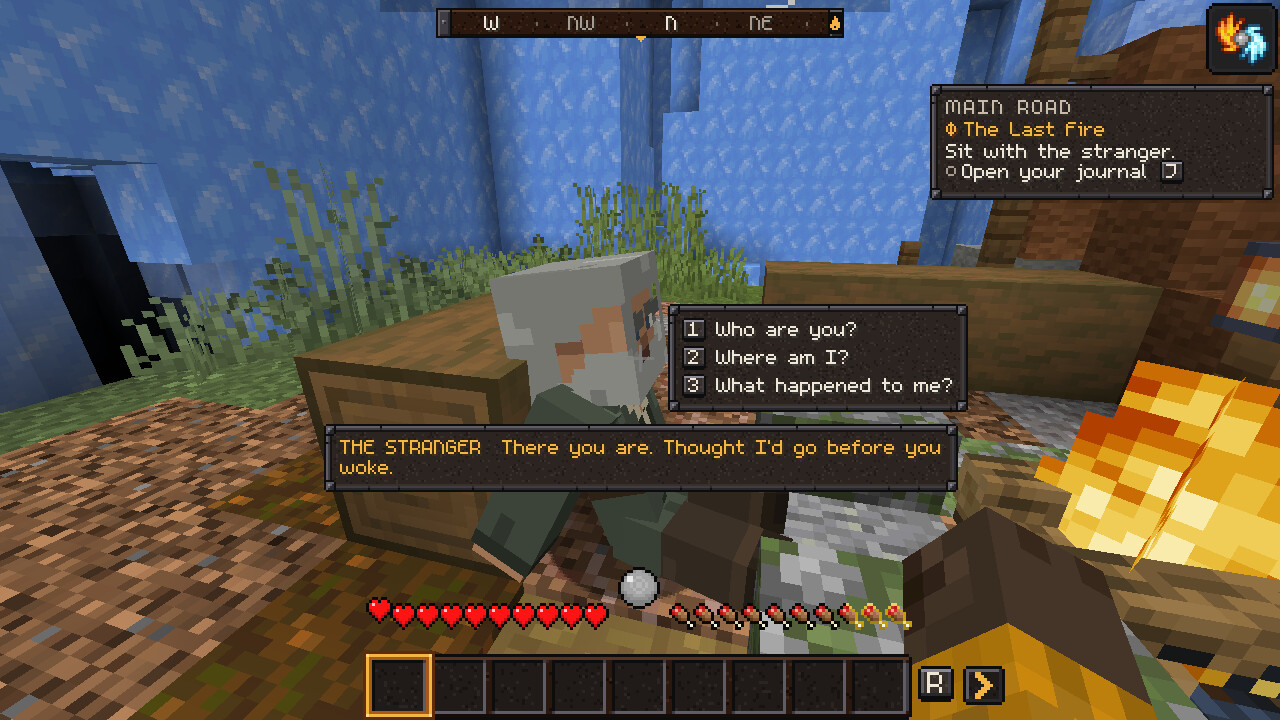 W · NW · N · NE ·
MAIN ROAD
The Last Fire
Sit with the stranger.
Open your journal J
1 Who are you?
2 Where am I?
3 What happened to me?
THE STRANGER There you are. Thought I'd go before you
woke.
R